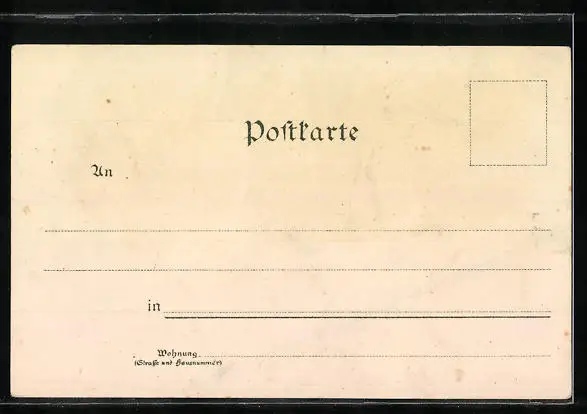 Postkarte
An
in
Wohnung
(Straße und Hausnummer)